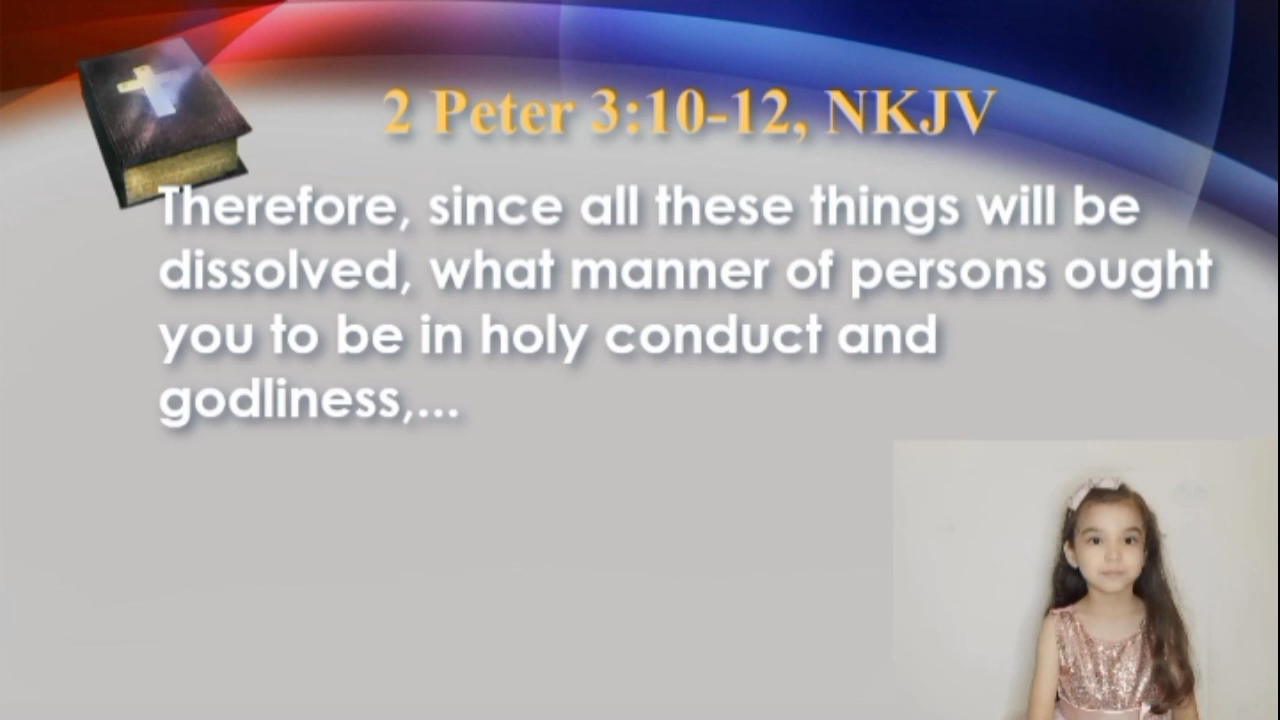 2 Peter 3:10-12, NKJV
Therefore, since all these things will be
dissolved, what manner of persons ought
you to be in holy conduct and
godliness,...